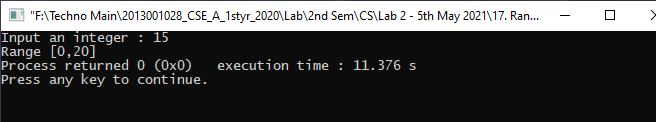 "F:\Techno Main\2013001028_CSE_A_1styr_2020\Lab\2nd Sem\CS\Lab 2 - 5th May 2021\17. Ran...
Input an integer : 15
Range [0,20]
Process returned 0 (0x0)   execution time : 11.376 s
Press any key to continue.